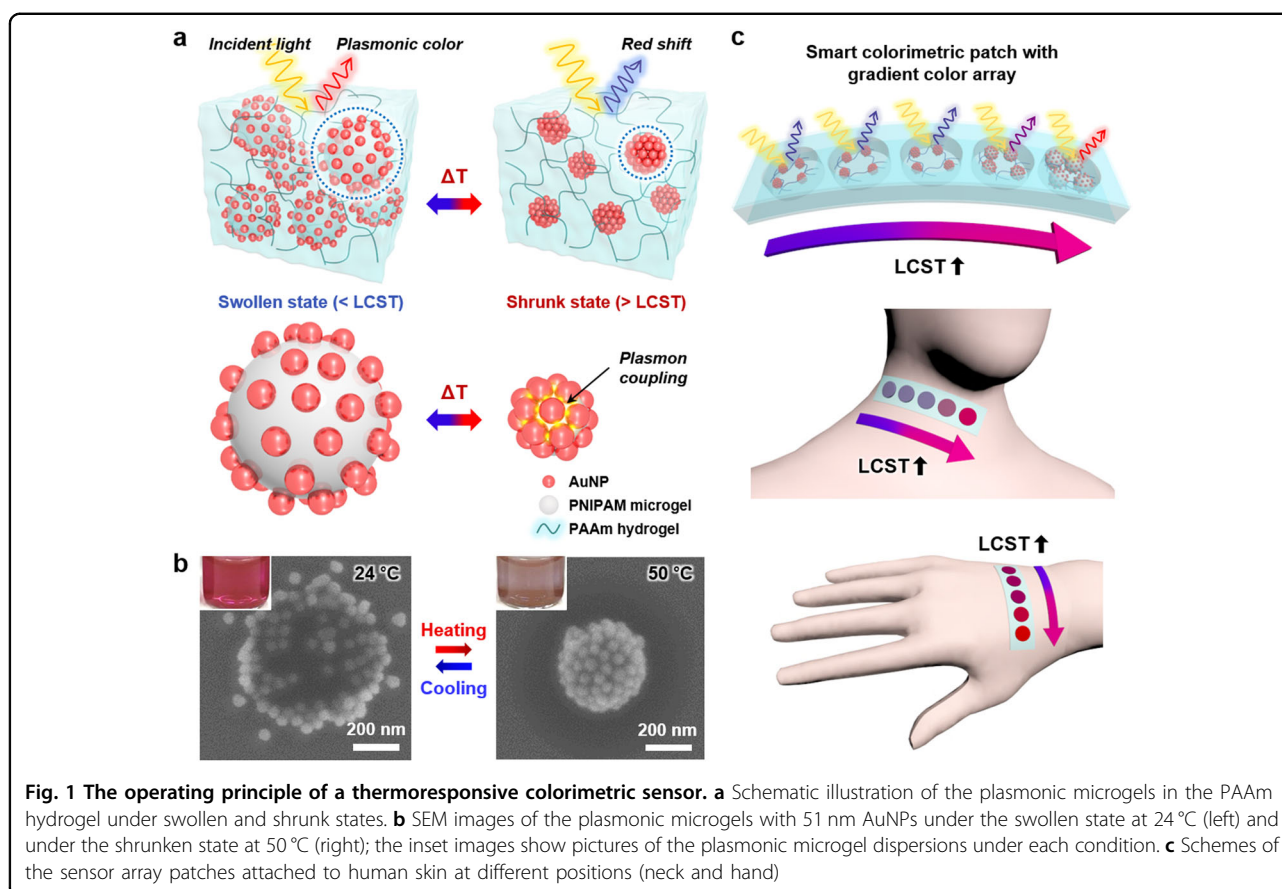 a
Incident light
Plasmonic color
Red shift
ΔT
Swollen state (< LCST)
Shrunk state (> LCST)
ΔT
Plasmon
coupling
AuNP
PNIPAM microgel
PAAm hydrogel
b
24 °C
200 nm
Heating
Cooling
50 °C
200 nm
c
Smart colorimetric patch with
gradient color array
LCST ⬆
LCST ⬆
LCST ⬆
Fig. 1 The operating principle of a thermoresponsive colorimetric sensor. a Schematic illustration of the plasmonic microgels in the PAAm
hydrogel under swollen and shrunk states. b SEM images of the plasmonic microgels with 51 nm AuNPs under the swollen state at 24 °C (left) and
under the shrunken state at 50 °C (right); the inset images show pictures of the plasmonic microgel dispersions under each condition. c Schemes of
the sensor array patches attached to human skin at different positions (neck and hand)